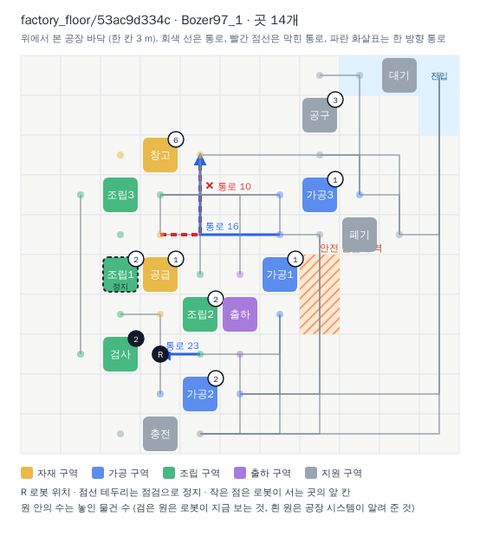 factory_floor/53ac9d334c · Bozer97_1 · 곳 14개
위에서 본 공장 바닥 (한 칸 3 m). 회색 선은 통로, 빨간 점선은 막힌 통로, 파란 화살표는 한 방향 통로
대기
전립
3
공구
6
창고
1
✕ 통로 10
조립3
가공3
통로 16
폐기
안전
역
2
1
1
조립1
정지
공급
가공1
2
조립2
출하
2
검사
R
통로 23
2
가공2
충전
자재 구역
가공 구역
조립 구역
출하 구역
지원 구역
R 로봇 위치 · 점선 테두리는 점검으로 정지 · 작은 점은 로봇이 서는 곳의 앞 칸
원 안의 수는 놓인 물건 수 (검은 원은 로봇이 지금 보는 것, 흰 원은 공장 시스템이 알려 준 것)